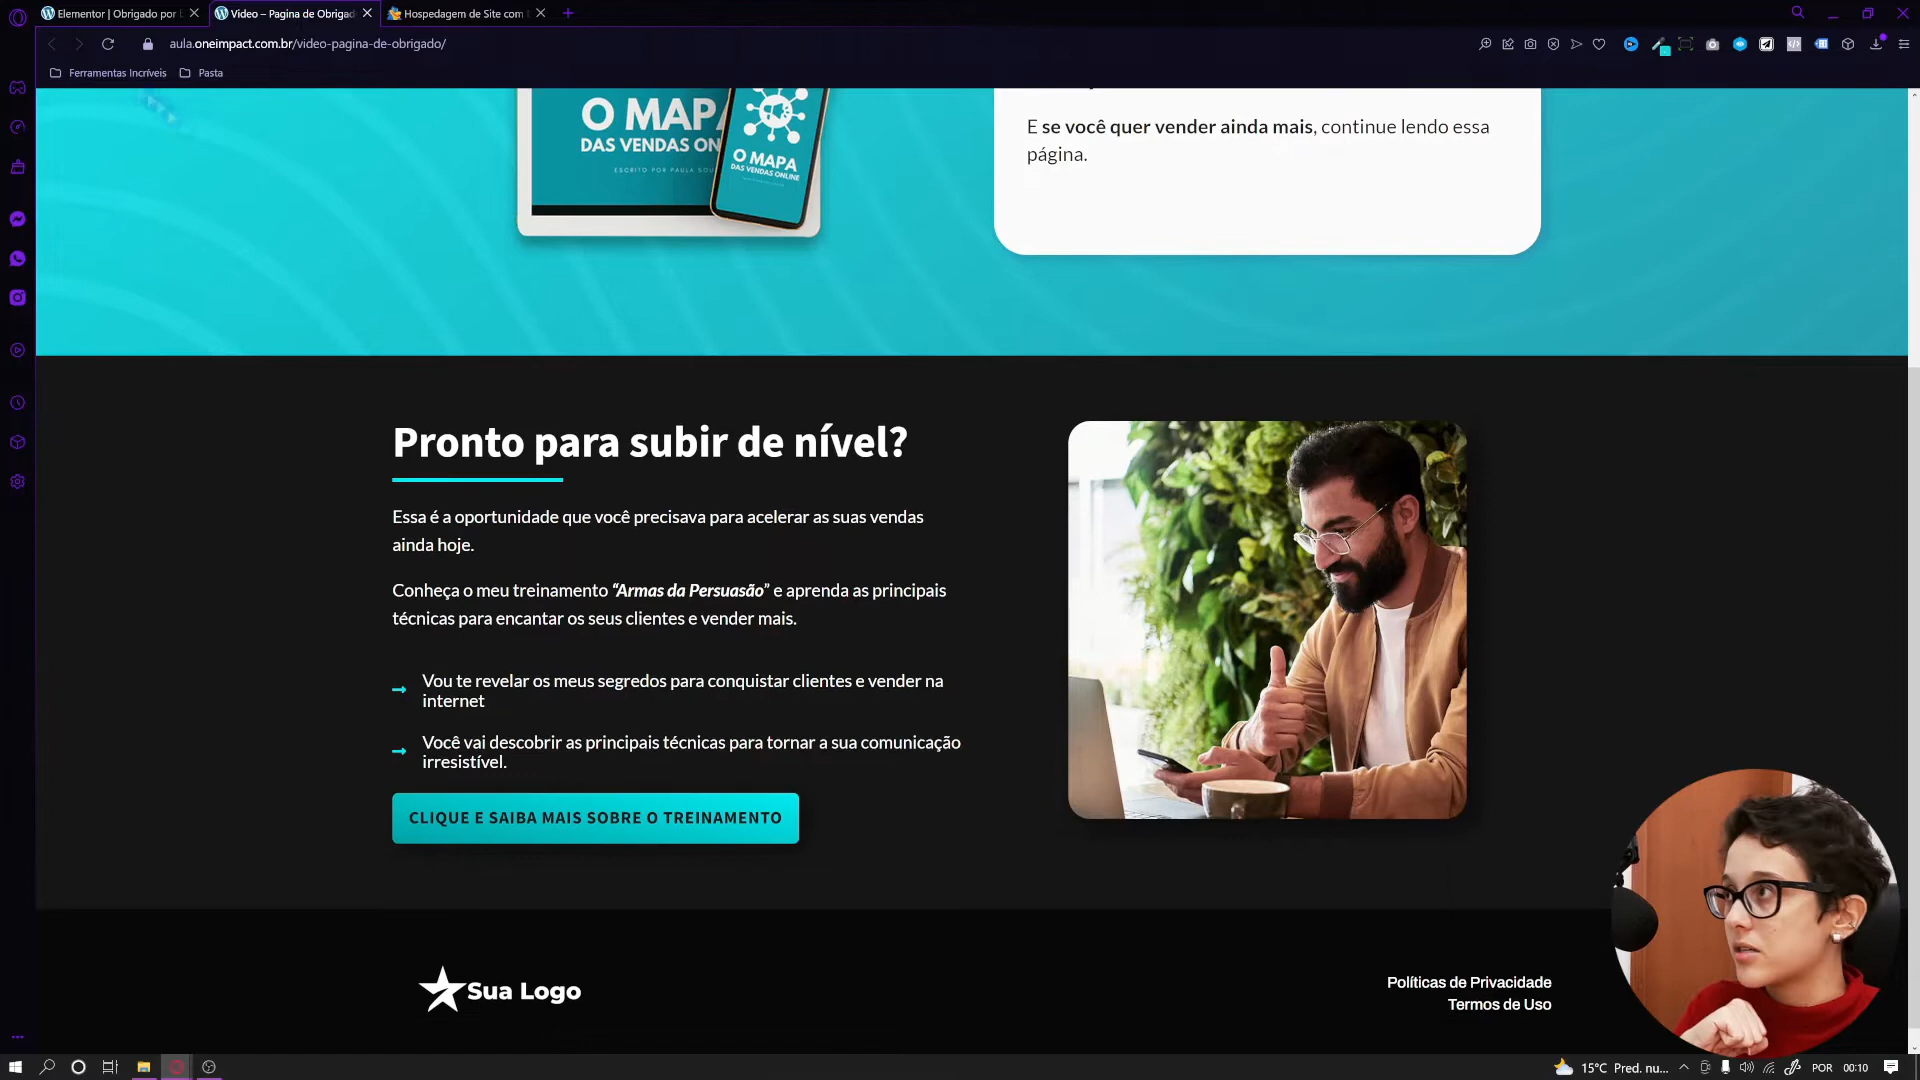 Elementor | Obrigado por
Video – Pagina de Obrigad
Hospedagem de Site com
aula.oneimpact.com.br/video-pagina-de-obrigado/
Ferramentas Incríveis
Pasta
O MAPA
DAS VENDAS ON
ESCRITO POR PAULA SOU
O MAPA
DAS VENDAS ONLINE
E se você quer vender ainda mais, continue lendo essa
página.
Pronto para subir de nível?
Essa é a oportunidade que você precisava para acelerar as suas vendas
ainda hoje.
Conheça o meu treinamento “Armas da Persuasão” e aprenda as principais
técnicas para encantar os seus clientes e vender mais.
Vou te revelar os meus segredos para conquistar clientes e vender na
internet
Você vai descobrir as principais técnicas para tornar a sua comunicação
irresistível.
CLIQUE E SAIBA MAIS SOBRE O TREINAMENTO
Sua Logo
Políticas de Privacidade
Termos de Uso
15°C Pred. nu...
POR
00:10